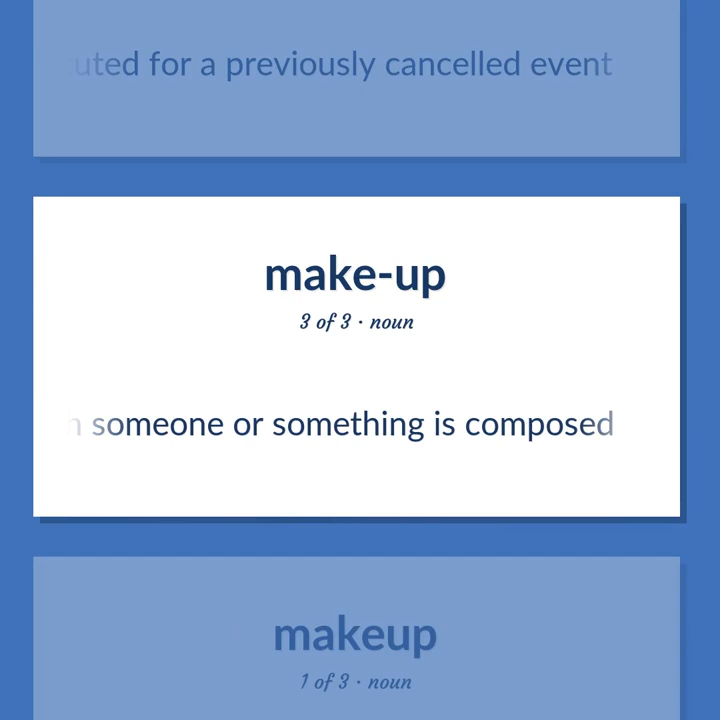 for a previously cancelled event
make-up
3 of 3 · noun
someone or something is composed
makeup
1 of 3 · noun